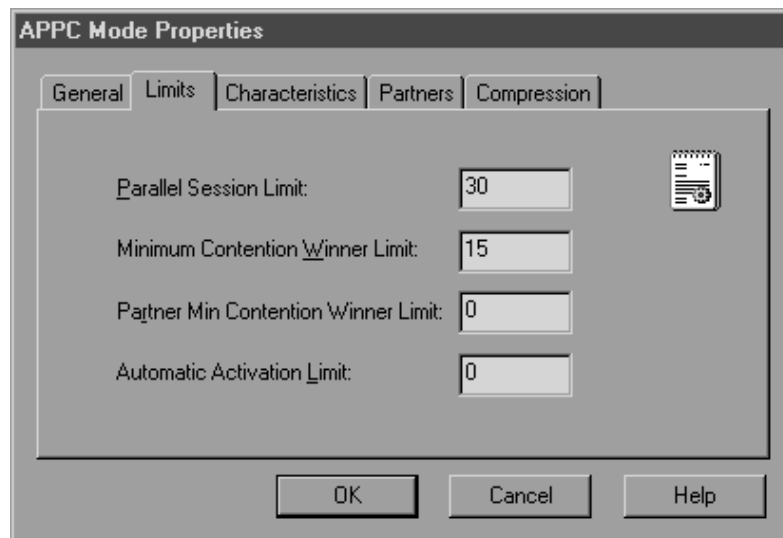 APPC Mode Properties
General Limits Characteristics Partners Compression
Parallel Session Limit: 30
Minimum Contention Winner Limit: 15
Partner Min Contention Winner Limit: 0
Automatic Activation Limit: 0
OK Cancel Help